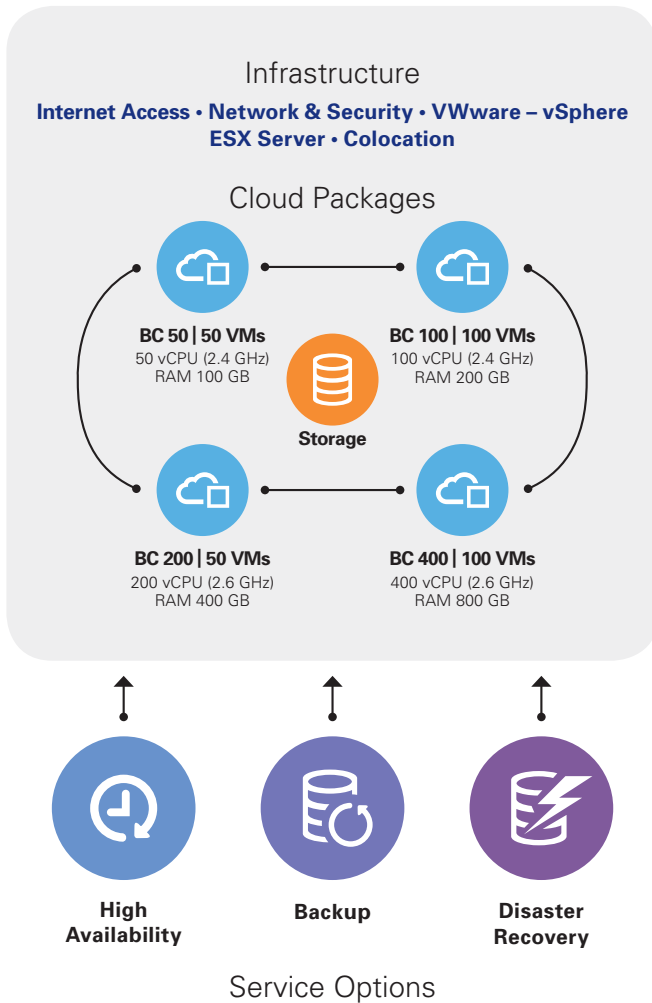 Infrastructure
Internet Access • Network & Security • VWware – vSphere
ESX Server • Colocation
Cloud Packages
BC 50 | 50 VMs
50 vCPU (2.4 GHz)
RAM 100 GB
BC 100 | 100 VMs
100 vCPU (2.4 GHz)
RAM 200 GB
Storage
BC 200 | 50 VMs
200 vCPU (2.6 GHz)
RAM 400 GB
BC 400 | 100 VMs
400 vCPU (2.6 GHz)
RAM 800 GB
High
Availability
Backup
Disaster
Recovery
Service Options